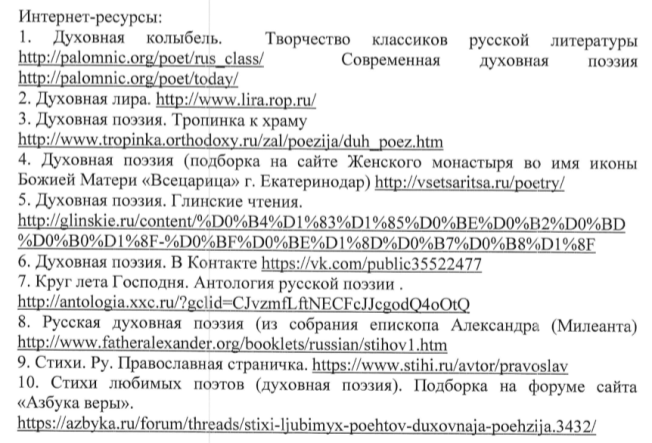 Интернет-ресурсы:
1. Духовная колыбель. Творчество классиков русской литературы
http://palomnic.org/poet/rus_class/ Современная духовная поэзия
http://palomnic.org/poet/today/
2. Духовная лира. http://www.lira.rop.ru/
3. Духовная поэзия. Тропинка к храму
http://www.tropinka.orthodoxy.ru/zal/poezija/duh_poez.htm
4. Духовная поэзия (подборка на сайте Женского монастыря во имя иконы
Божией Матери «Всецарица» г. Екатеринодар) http://vsetsaritsa.ru/poetry/
5. Духовная поэзия. Глинские чтения.
http://glinskie.ru/content/%D0%B4%D1%83%D1%85%D0%BE%D0%B2%D0%BD
%D0%B0%D1%8F-%D0%BF%D0%BE%D1%8D%D0%B7%D0%B8%D1%8F
6. Духовная поэзия. В Контакте https://vk.com/public35522477
7. Круг лета Господня. Антология русской поэзии .
http://antologia.xxc.ru/?gclid=CJvzmfLftNECFcJJcgodQ4oOtQ
8. Русская духовная поэзия (из собрания епископа Александра (Милеанта)
http://www.fatheralexander.org/booklets/russian/stihov1.htm
9. Стихи. Ру. Православная страничка. https://www.stihi.ru/avtor/pravoslav
10. Стихи любимых поэтов (духовная поэзия). Подборка на форуме сайта
«Азбука веры».
https://azbyka.ru/forum/threads/stixi-ljubimyx-poehtov-duxovnaja-poehzija.3432/